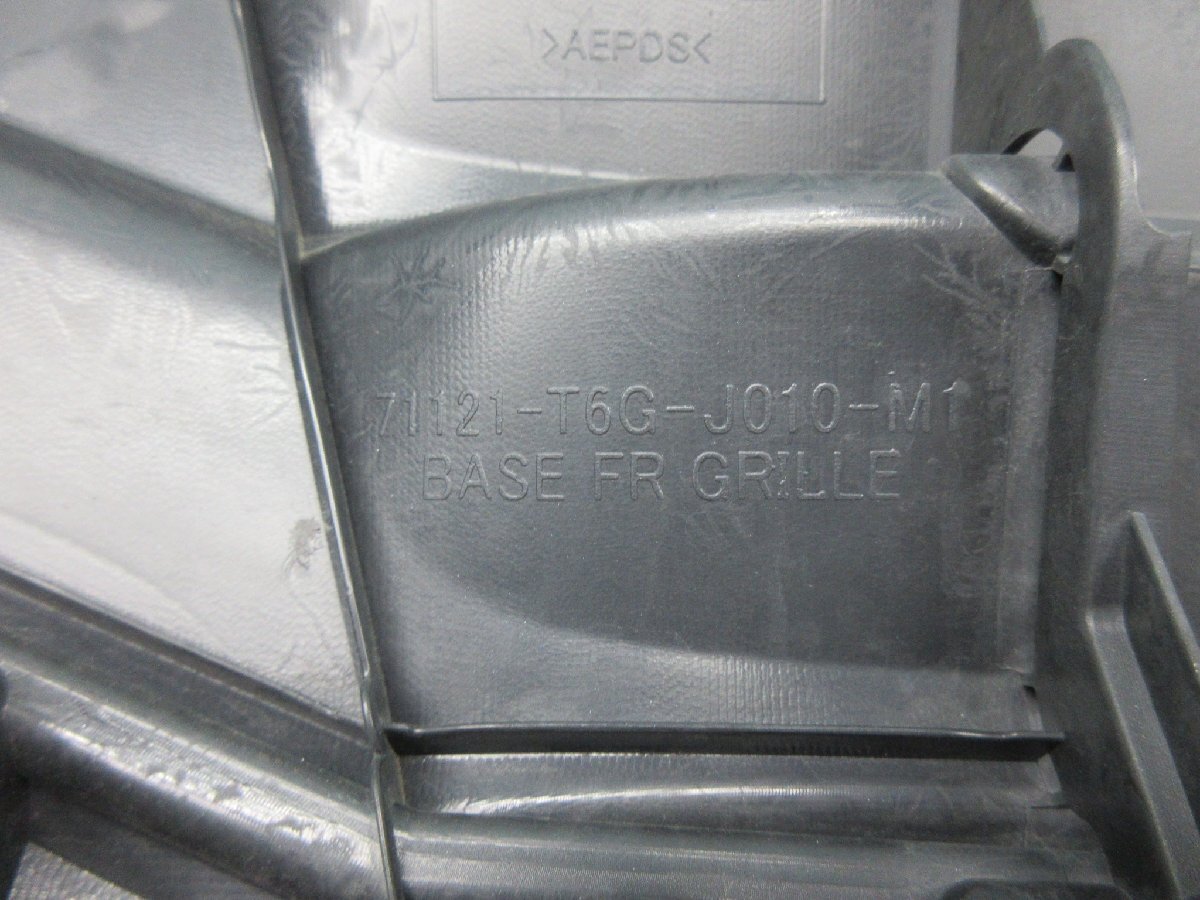 >AEPDS<
71121-T6G-J010-M1
BASE FR GRILLE